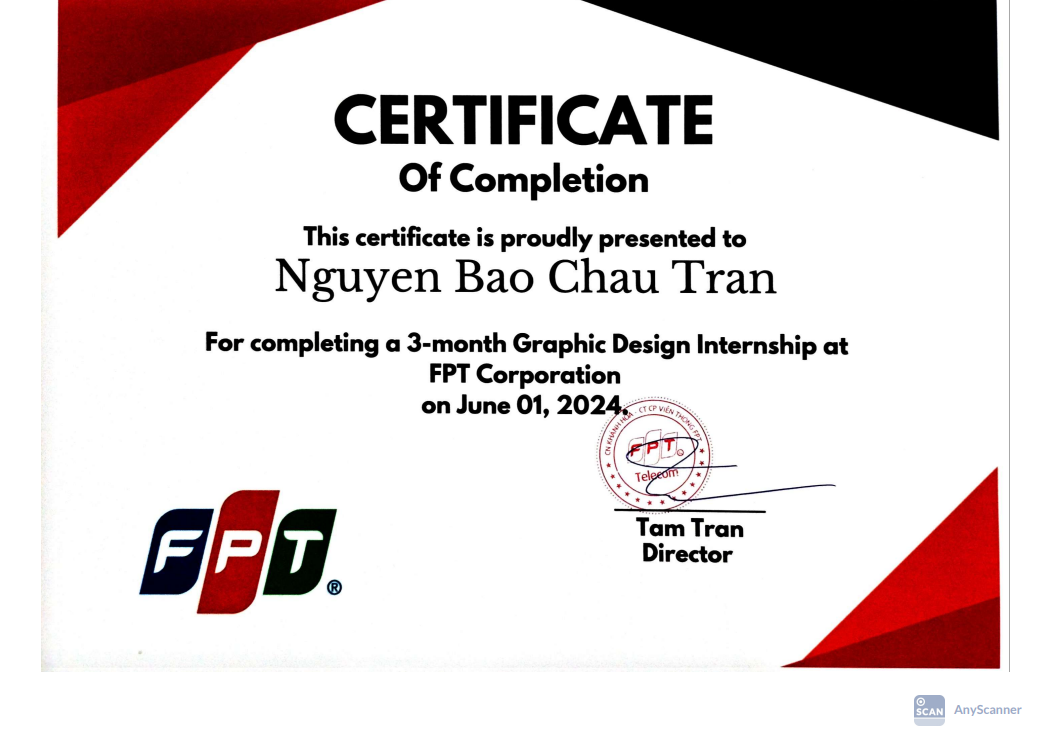 CERTIFICATE
Of Completion
This certificate is proudly presented to
Nguyen Bao Chau Tran
For completing a 3-month Graphic Design Internship at
FPT Corporation
on June 01, 2024.
CN KHÁNH HÒA - CT CP VIỄN THÔNG FPT
FPT
Telecom
Tam Tran
Director
FPT®
SCAN AnyScanner